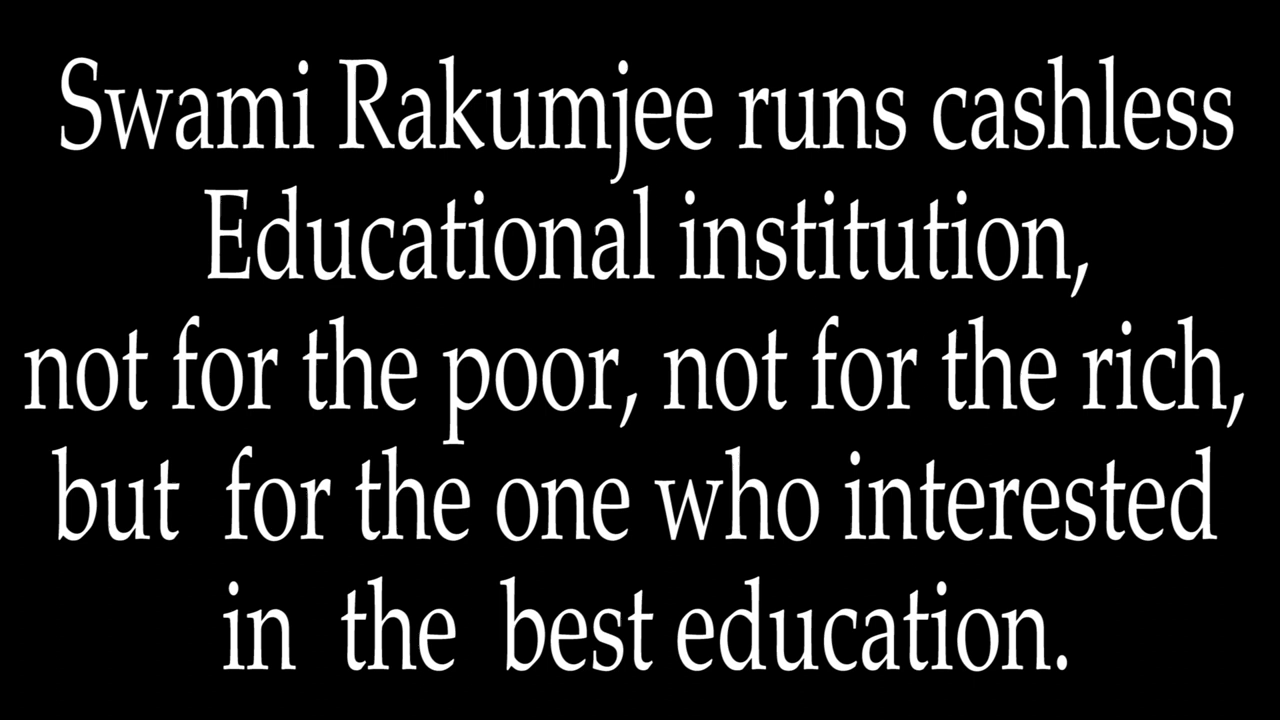 Swami Rakumjee runs cashless
Educational institution,
not for the poor, not for the rich,
but for the one who interested
in the best education.